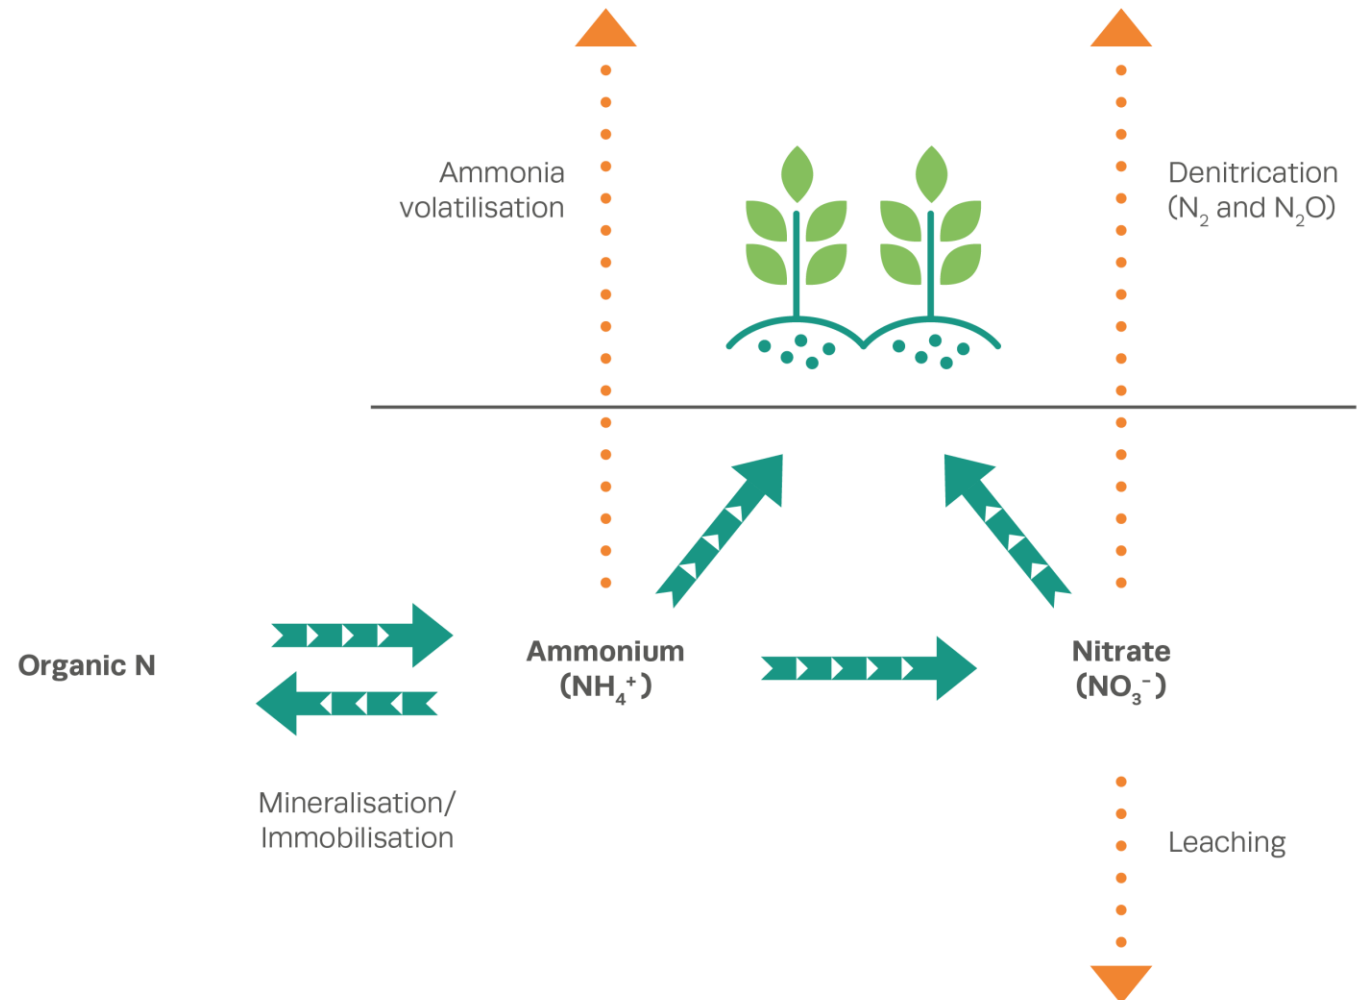 Ammonia
volatilisation
Denitrication
(N₂ and N₂O)
Organic N
Ammonium
(NH₄⁺)
Nitrate
(NO₃⁻)
Mineralisation/
Immobilisation
Leaching